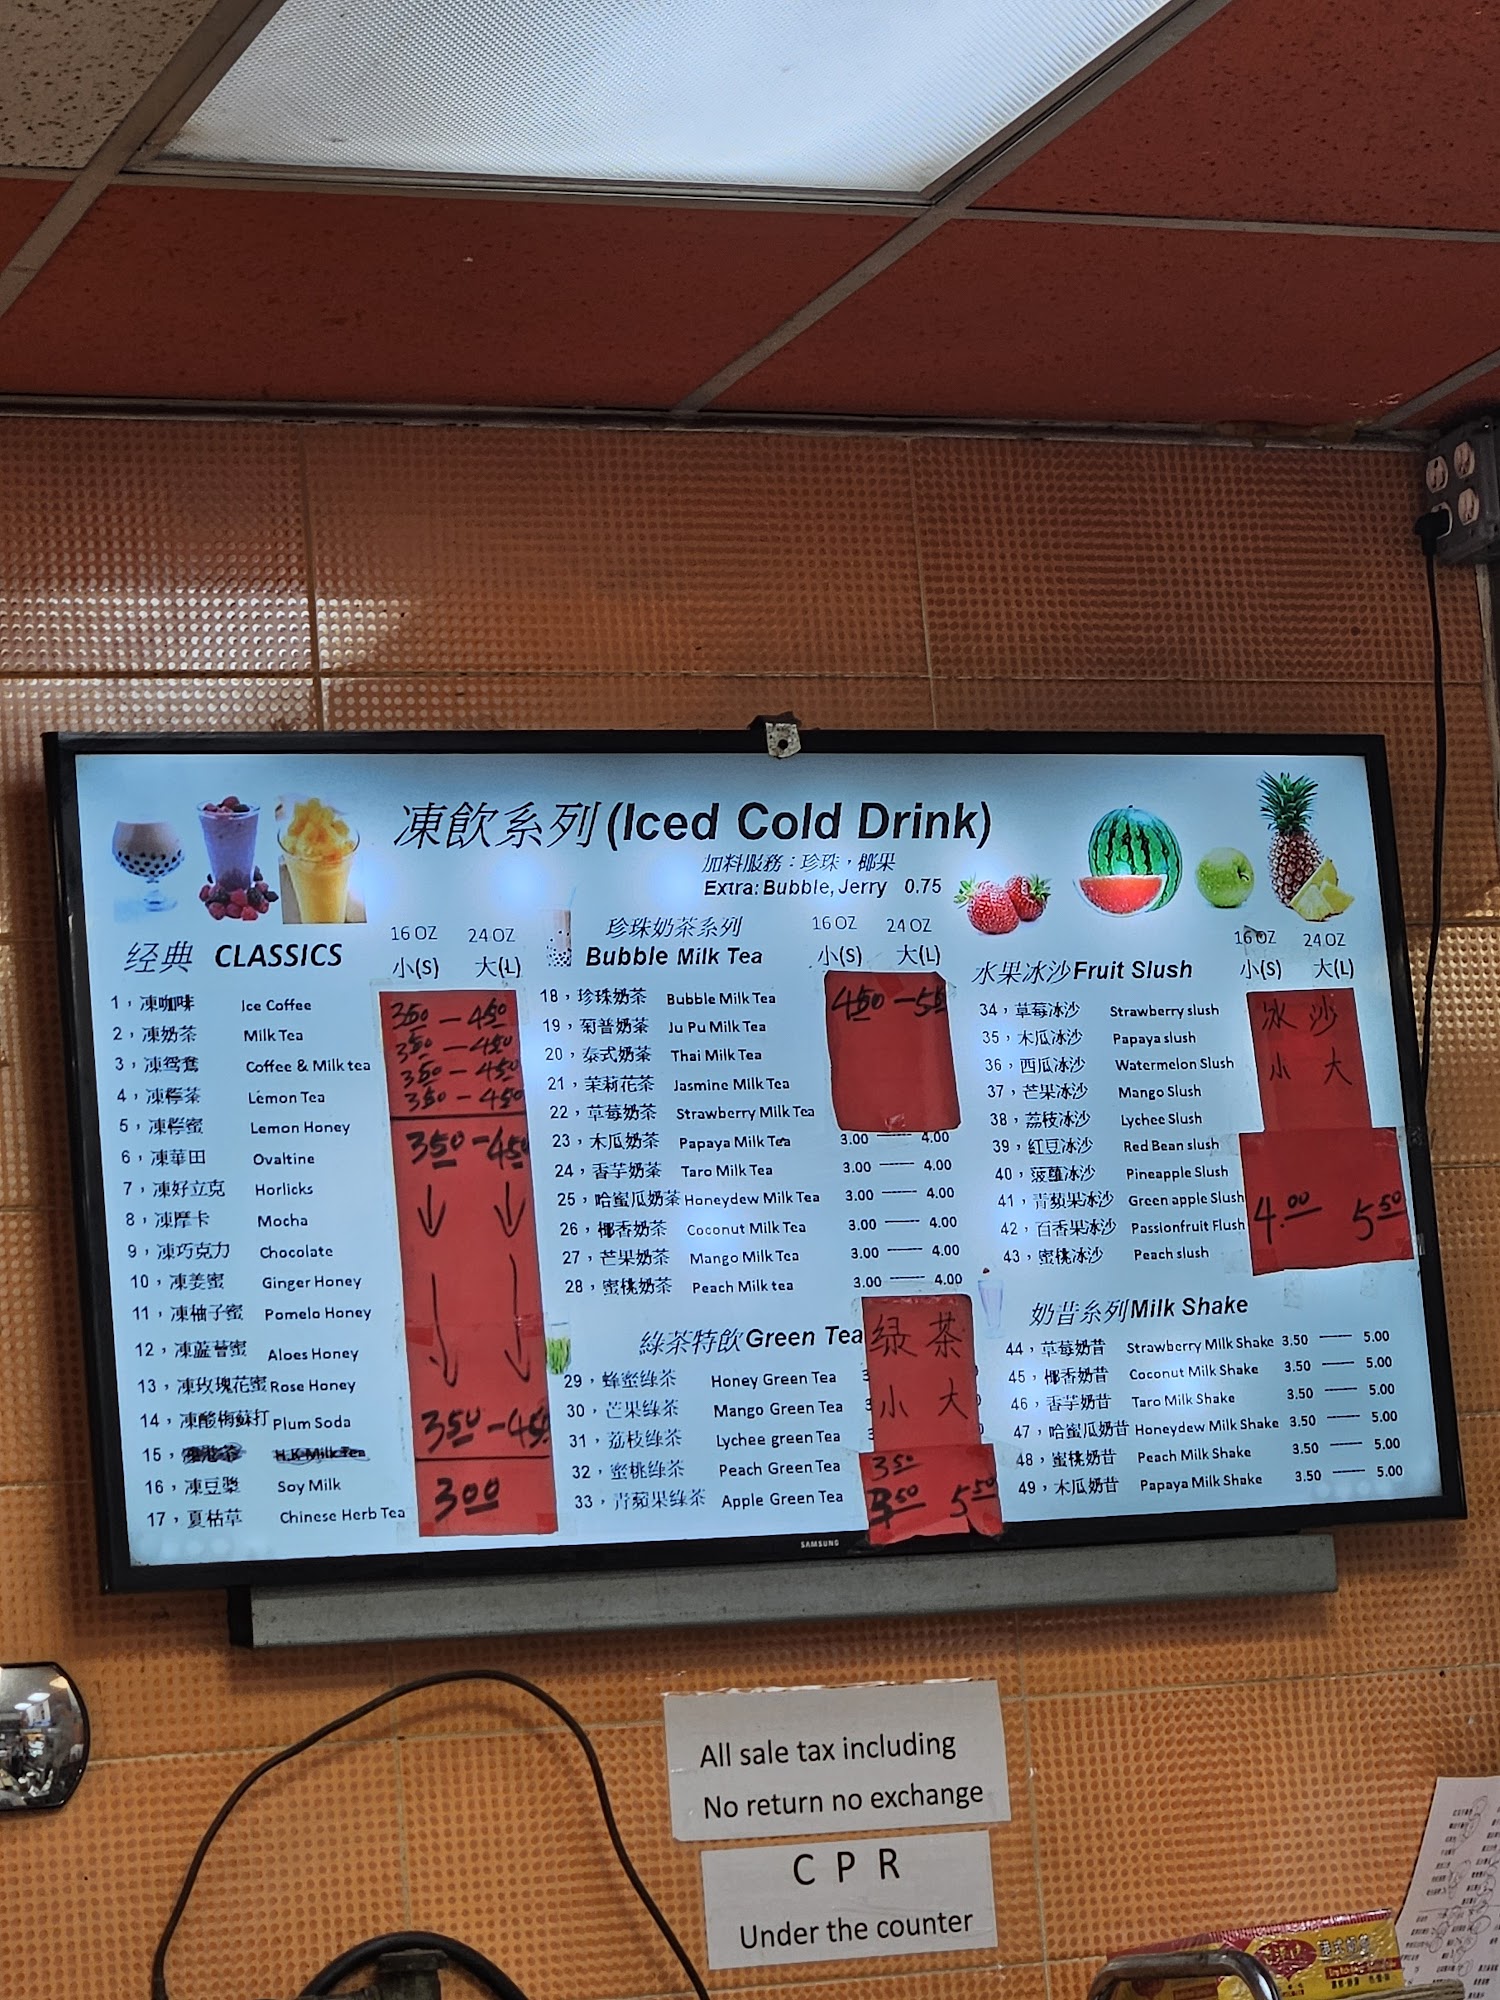 凍飲系列 (Iced Cold Drink)
加料服務：珍珠，椰果
Extra: Bubble, Jerry 0.75
经典 CLASSICS
16 OZ 24 OZ
小(S) 大(L)
1，凍咖啡 Ice Coffee 350 — 450
2，凍奶茶 Milk Tea 350 — 450
3，凍鸳鴦 Coffee & Milk tea 350 — 450
4，凍檸茶 Lemon Tea 350 — 450
5，凍檸蜜 Lemon Honey 350 — 450
6，凍華田 Ovaltine
7，凍好立克 Horlicks
8，凍摩卡 Mocha
9，凍巧克力 Chocolate
10，凍姜蜜 Ginger Honey
11，凍柚子蜜 Pomelo Honey
12，凍蘆薈蜜 Aloes Honey
13，凍玫瑰花蜜 Rose Honey
14，凍酸梅蘇打 Plum Soda 350 — 450
15， H.K Milk Tea
16，凍豆漿 Soy Milk 300
17，夏枯草 Chinese Herb Tea
珍珠奶茶系列
Bubble Milk Tea
16 OZ 24 OZ
小(S) 大(L)
18，珍珠奶茶 Bubble Milk Tea 450 — 55
19，菊普奶茶 Ju Pu Milk Tea
20，泰式奶茶 Thai Milk Tea
21，茉莉花茶 Jasmine Milk Tea
22，草莓奶茶 Strawberry Milk Tea
23，木瓜奶茶 Papaya Milk Tea 3.00 — 4.00
24，香芋奶茶 Taro Milk Tea 3.00 — 4.00
25，哈蜜瓜奶茶 Honeydew Milk Tea 3.00 — 4.00
26，椰香奶茶 Coconut Milk Tea 3.00 — 4.00
27，芒果奶茶 Mango Milk Tea 3.00 — 4.00
28，蜜桃奶茶 Peach Milk tea 3.00 — 4.00
綠茶特飲 Green Tea
绿茶
小 大
29，蜂蜜绿茶 Honey Green Tea
30，芒果绿茶 Mango Green Tea
31，荔枝绿茶 Lychee green Tea
32，蜜桃绿茶 Peach Green Tea 350
33，青蘋果绿茶 Apple Green Tea 350 550
水果冰沙 Fruit Slush
16 OZ 24 OZ
小(S) 大(L)
34，草莓冰沙 Strawberry slush
35，木瓜冰沙 Papaya slush
36，西瓜冰沙 Watermelon Slush
37，芒果冰沙 Mango Slush
38，荔枝冰沙 Lychee Slush
39，紅豆冰沙 Red Bean slush
40，菠蘿冰沙 Pineapple Slush
41，青蘋果冰沙 Green apple Slush
42，百香果冰沙 Passionfruit Flush
43，蜜桃冰沙 Peach slush
冰沙
小 大
4.00 550
奶昔系列 Milk Shake
44，草莓奶昔 Strawberry Milk Shake 3.50 — 5.00
45，椰香奶昔 Coconut Milk Shake 3.50 — 5.00
46，香芋奶昔 Taro Milk Shake 3.50 — 5.00
47，哈蜜瓜奶昔 Honeydew Milk Shake 3.50 — 5.00
48，蜜桃奶昔 Peach Milk Shake 3.50 — 5.00
49，木瓜奶昔 Papaya Milk Shake 3.50 — 5.00
SAMSUNG
All sale tax including
No return no exchange
C P R
Under the counter